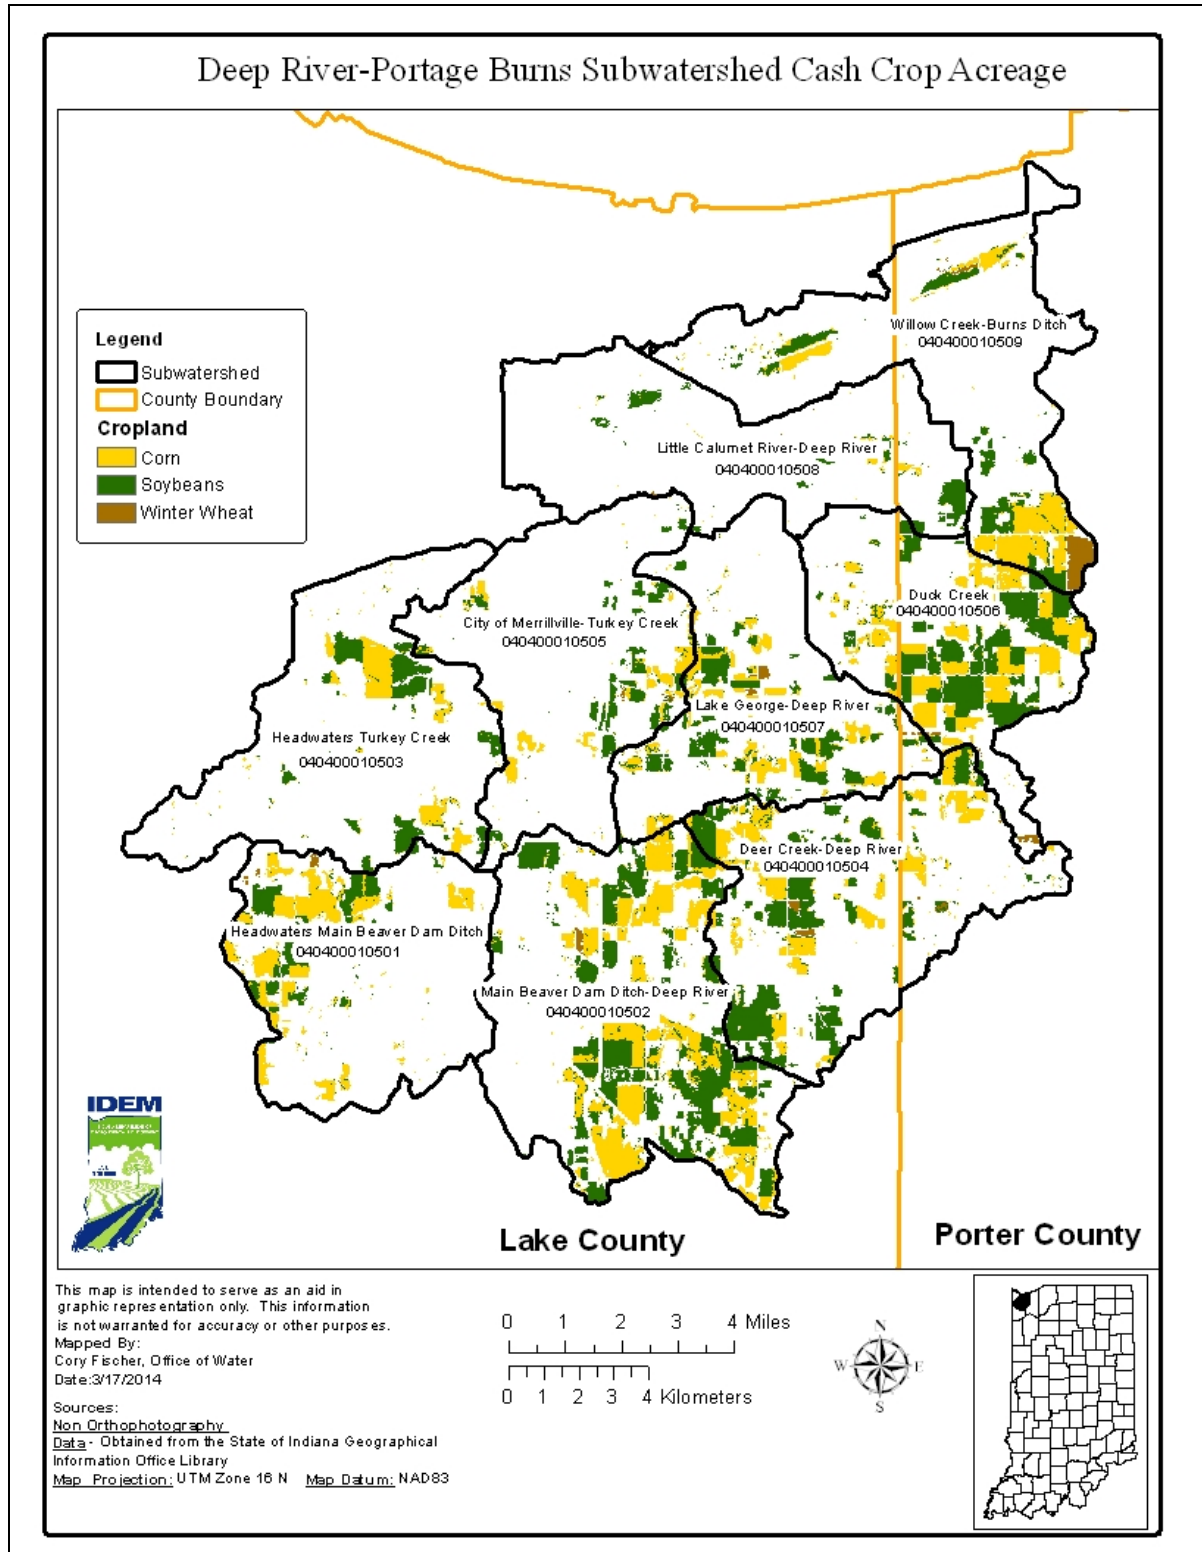 Deep River-Portage Burns Subwatershed Cash Crop Acreage
Legend
Subwatershed
County Boundary
Cropland
Corn
Soybeans
Winter Wheat
Willow Creek-Burns Ditch
040400010509
Little Calumet River-Deep River
040400010508
Duck Creek
040400010506
City of Merrillville-Turkey Creek
040400010505
Lake George-Deep River
040400010507
Headwaters Turkey Creek
040400010503
Deer Creek-Deep River
040400010504
Headwaters Main Beaver Dam Ditch
040400010501
Main Beaver Dam Ditch-Deep River
040400010502
IDEM
Lake County
Porter County
This map is intended to serve as an aid in
graphic representation only. This information
is not warranted for accuracy or other purposes.
Mapped By:
Cory Fischer, Office of Water
Date:3/17/2014
Sources:
Non Orthophotography
Data - Obtained from the State of Indiana Geographical
Information Office Library
Map Projection: UTM Zone 16 N Map Datum: NAD83
0 1 2 3 4 Miles
0 1 2 3 4 Kilometers
N
W E
S